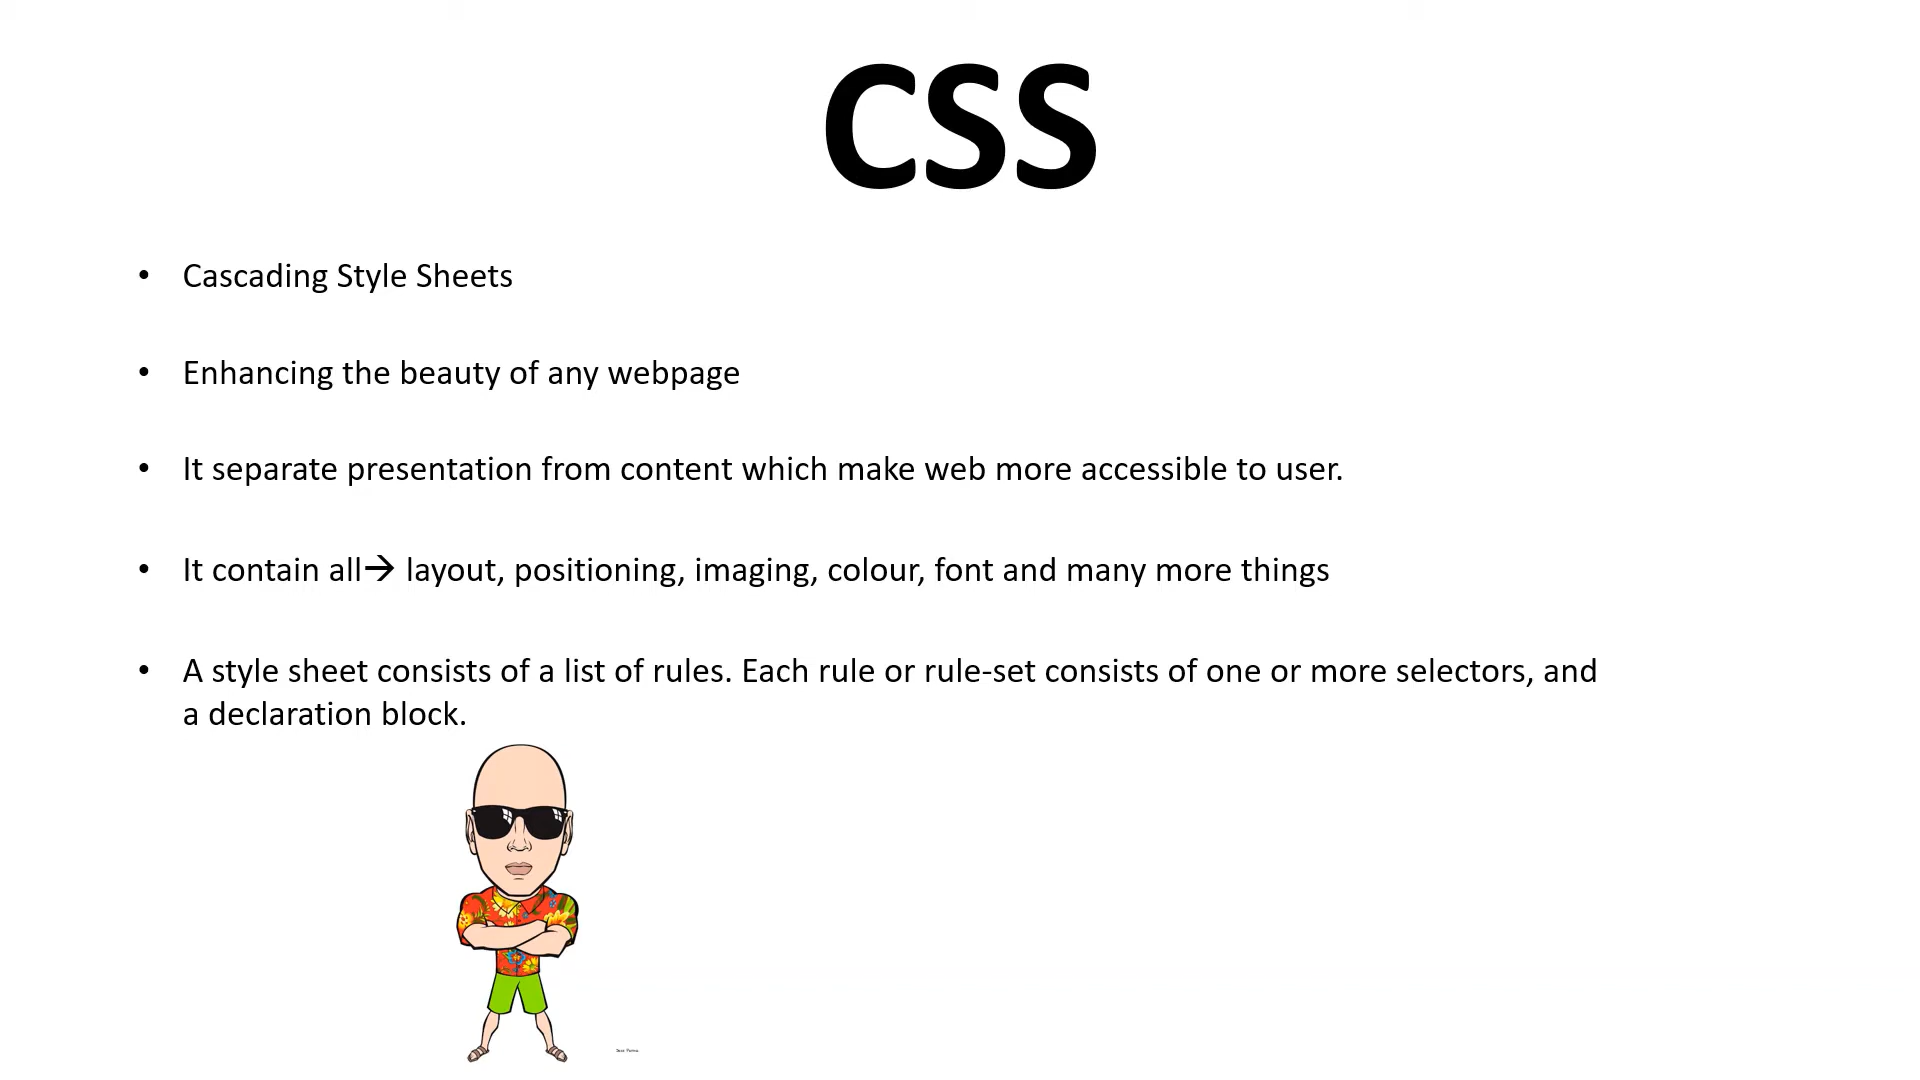 CSS
• Cascading Style Sheets
• Enhancing the beauty of any webpage
• It separate presentation from content which make web more accessible to user.
• It contain all→ layout, positioning, imaging, colour, font and many more things
• A style sheet consists of a list of rules. Each rule or rule-set consists of one or more selectors, and
a declaration block.